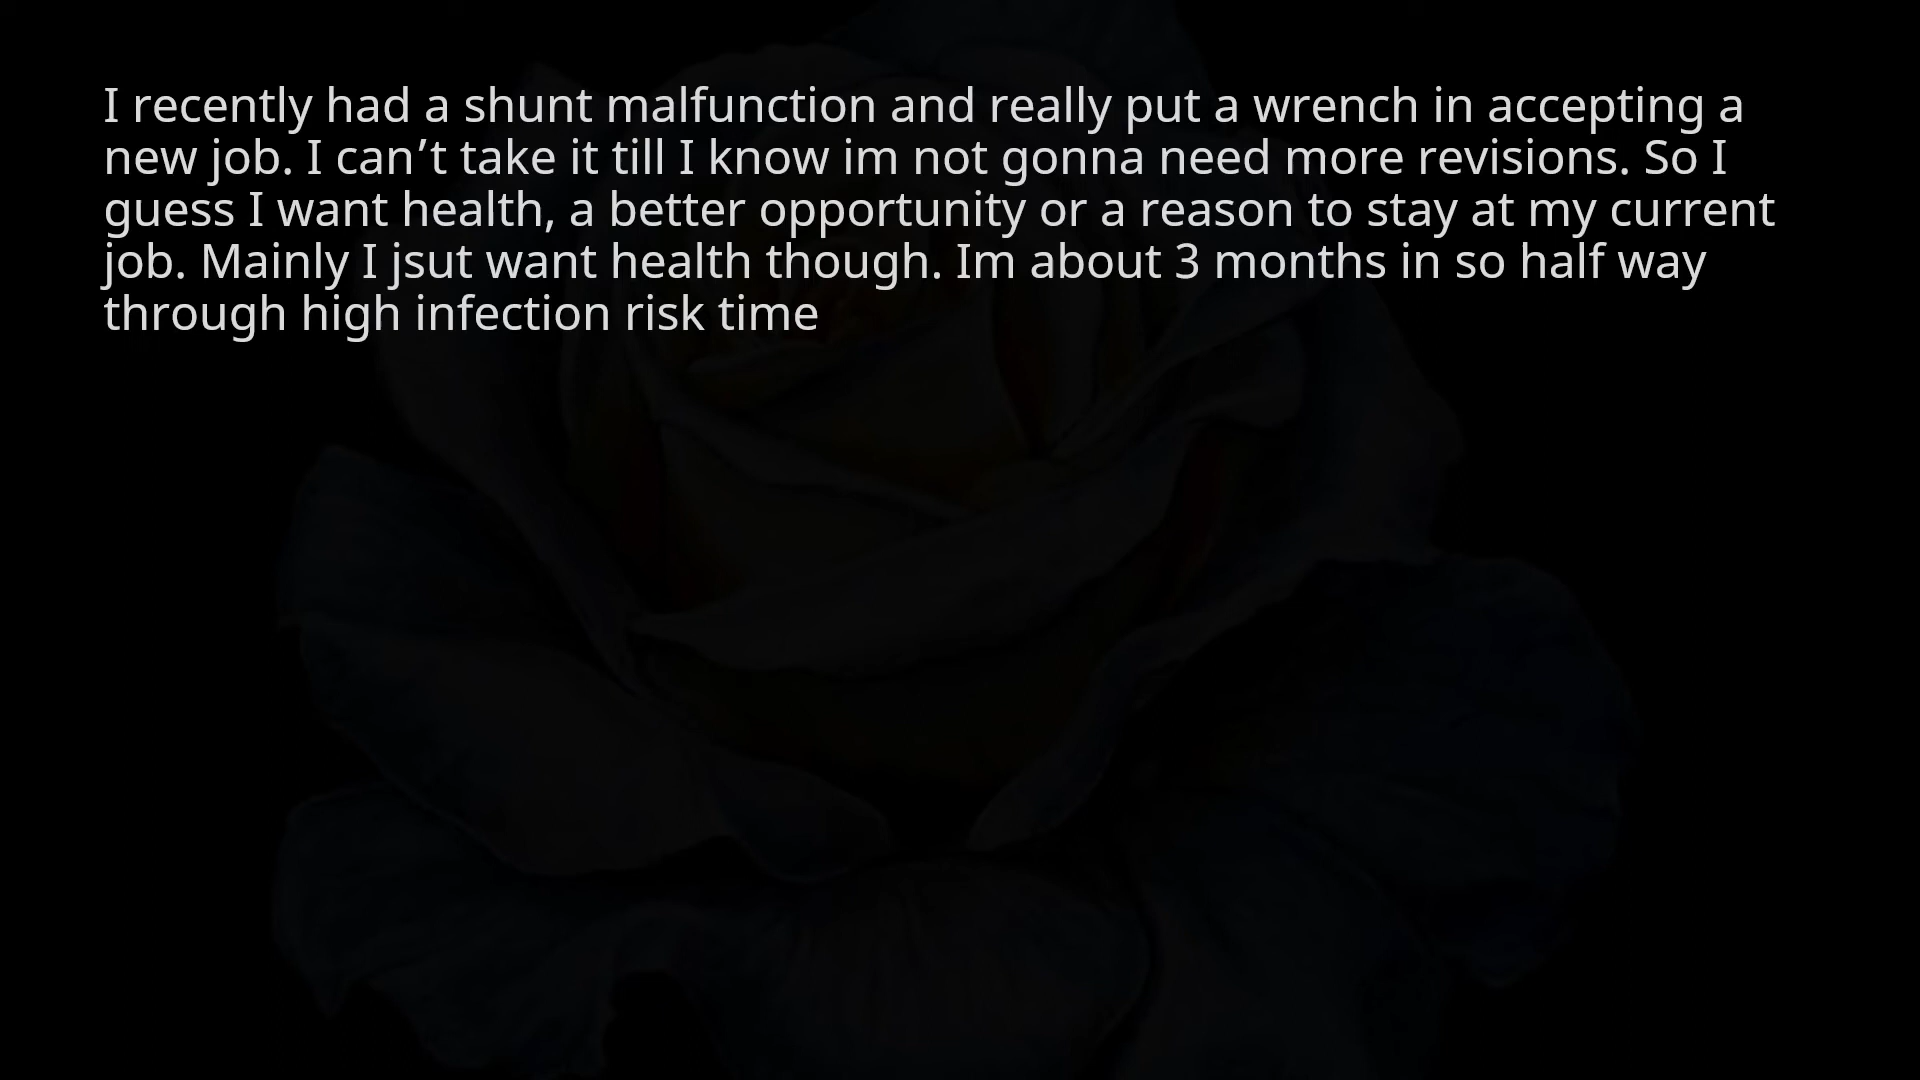 I recently had a shunt malfunction and really put a wrench in accepting a
new job. I can’t take it till I know im not gonna need more revisions. So I
guess I want health, a better opportunity or a reason to stay at my current
job. Mainly I jsut want health though. Im about 3 months in so half way
through high infection risk time